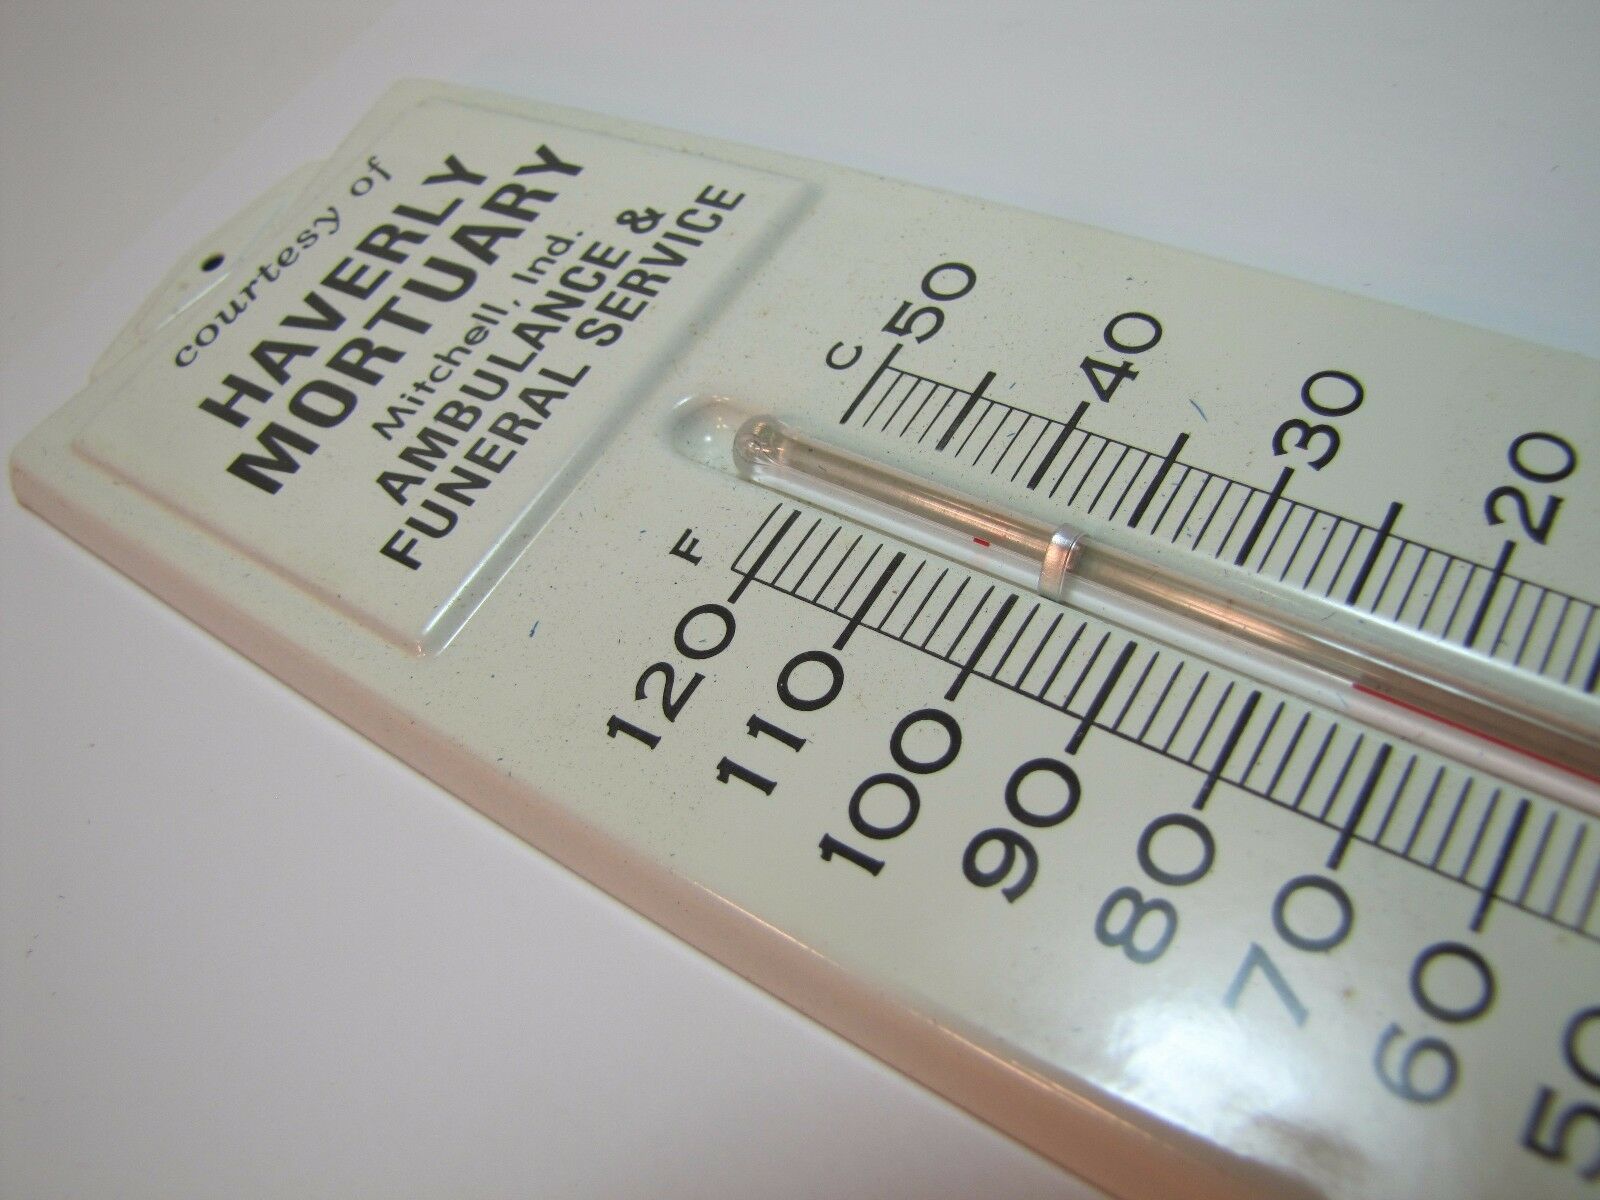 courtesy of
HAVERLY
MORTUARY
Mitchell, Ind.
AMBULANCE &
FUNERAL SERVICE
C
50
40
30
20
F
120
110
100
90
80
70
60
50